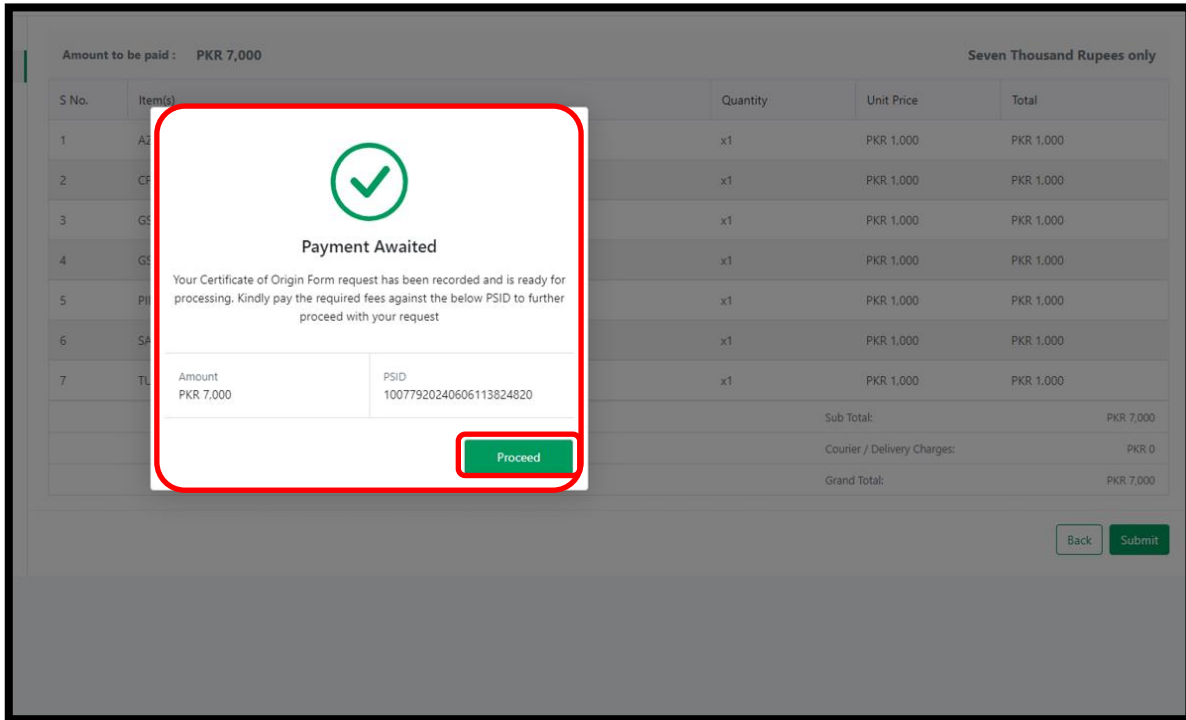 Amount to be paid : PKR 7,000 Seven Thousand Rupees only
S No. Item(s) Quantity Unit Price Total
1 x1 PKR 1,000 PKR 1,000
2 x1 PKR 1,000 PKR 1,000
3 x1 PKR 1,000 PKR 1,000
4 x1 PKR 1,000 PKR 1,000
5 x1 PKR 1,000 PKR 1,000
6 x1 PKR 1,000 PKR 1,000
7 x1 PKR 1,000 PKR 1,000
Sub Total: PKR 7,000
Courier / Delivery Charges: PKR 0
Grand Total: PKR 7,000
Back Submit
Payment Awaited
Your Certificate of Origin Form request has been recorded and is ready for
processing. Kindly pay the required fees against the below PSID to further
proceed with your request
Amount PSID
PKR 7,000 10077920240606113824820
Proceed